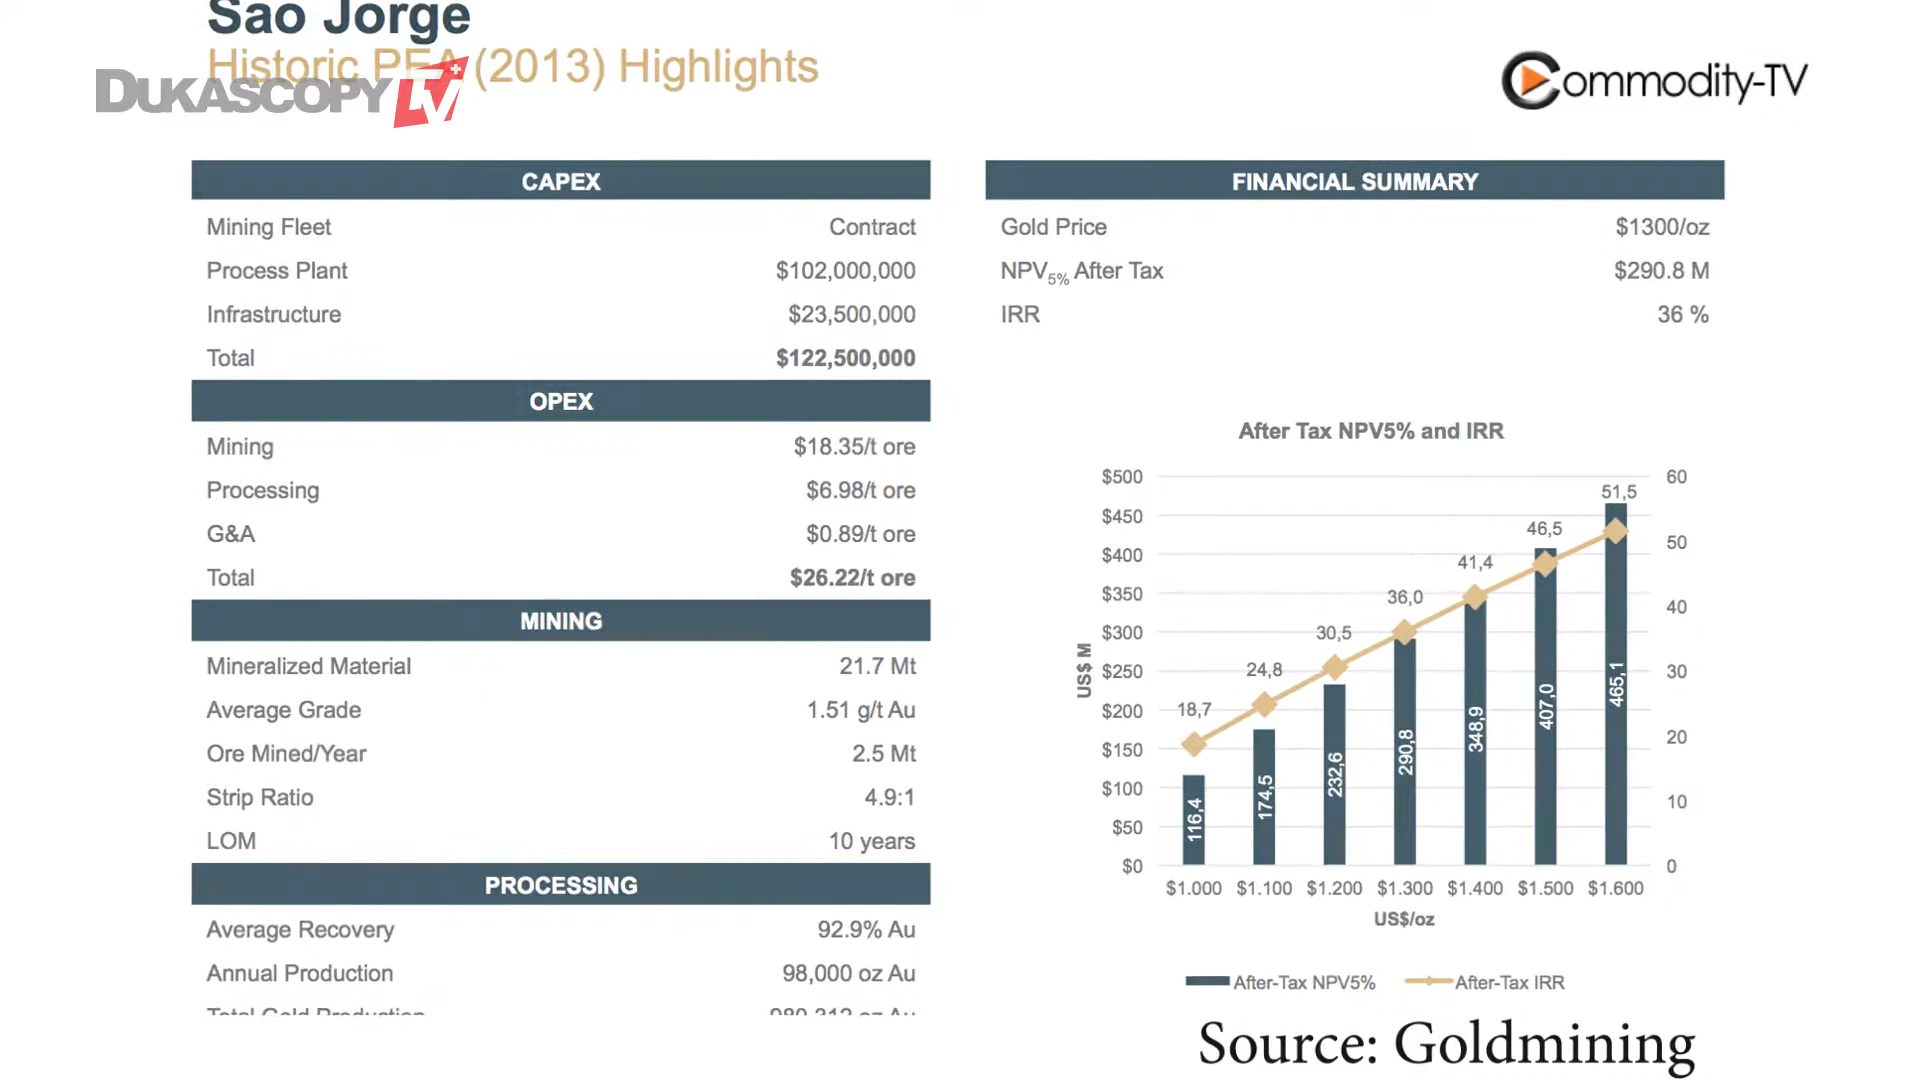 Sao Jorge
Historic PEA (2013) Highlights
DUKASCOPY TV
Commodity-TV
CAPEX
Mining Fleet Contract
Process Plant $102,000,000
Infrastructure $23,500,000
Total $122,500,000
OPEX
Mining $18.35/t ore
Processing $6.98/t ore
G&A $0.89/t ore
Total $26.22/t ore
MINING
Mineralized Material 21.7 Mt
Average Grade 1.51 g/t Au
Ore Mined/Year 2.5 Mt
Strip Ratio 4.9:1
LOM 10 years
PROCESSING
Average Recovery 92.9% Au
Annual Production 98,000 oz Au
Total Gold Production 980,312 oz Au
FINANCIAL SUMMARY
Gold Price $1300/oz
NPV5% After Tax $290.8 M
IRR 36 %
After Tax NPV5% and IRR
US$ M
$500
$450
$400
$350
$300
$250
$200
$150
$100
$50
$0
60
50
40
30
20
10
0
18,7 24,8 30,5 36,0 41,4 46,5 51,5
116,4 174,5 232,6 290,8 348,9 407,0 465,1
$1.000 $1.100 $1.200 $1.300 $1.400 $1.500 $1.600
US$/oz
After-Tax NPV5% After-Tax IRR
Source: Goldmining